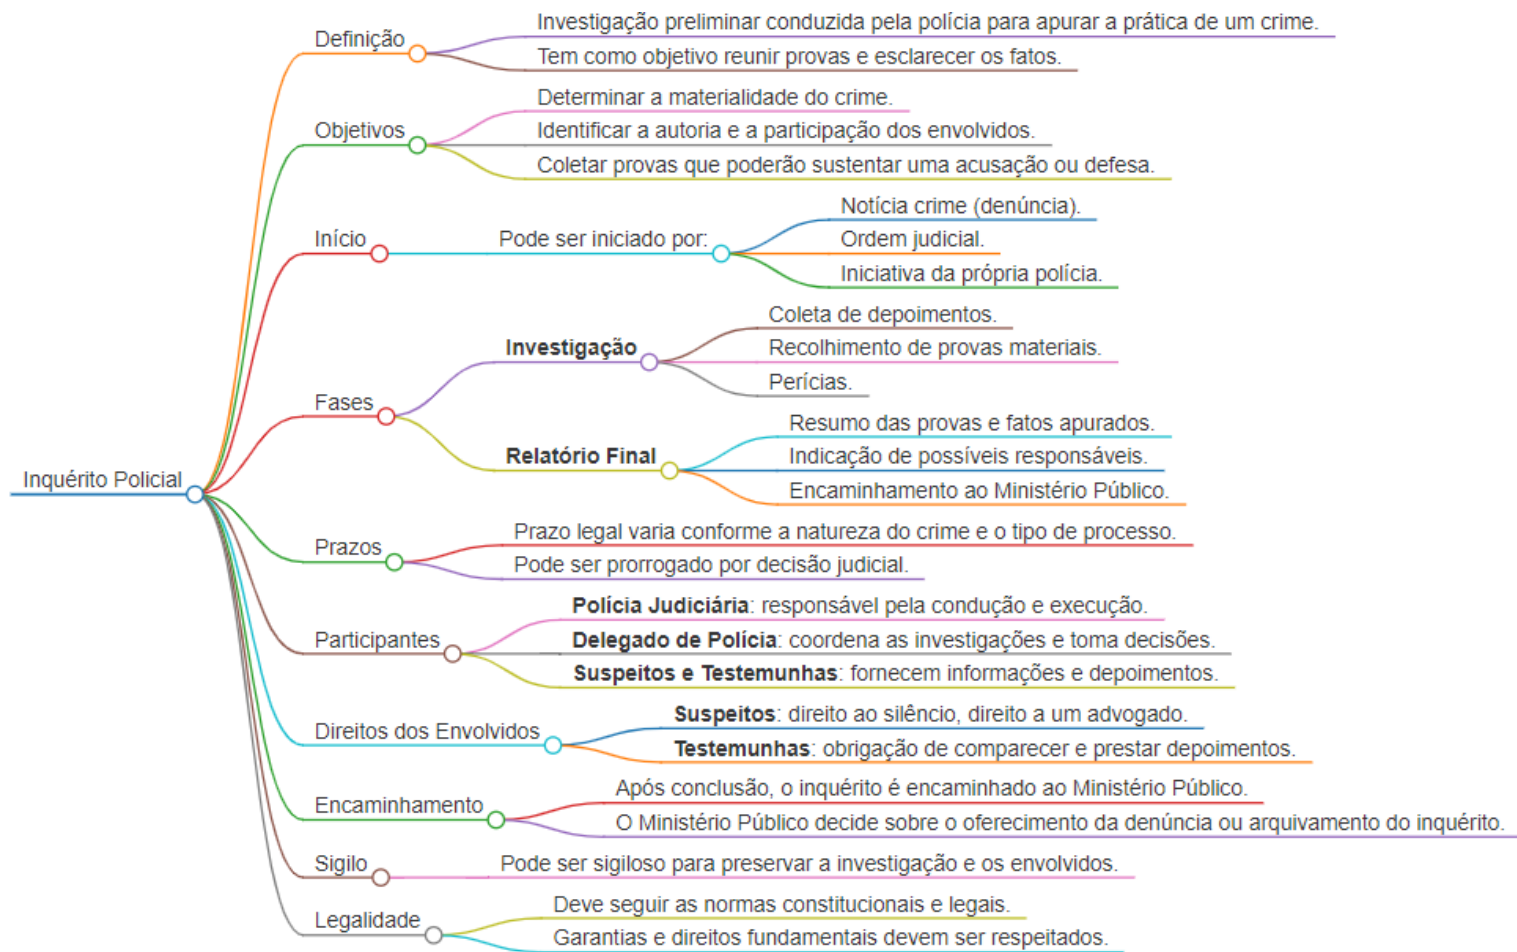 Inquérito Policial
Definição
Investigação preliminar conduzida pela polícia para apurar a prática de um crime.
Tem como objetivo reunir provas e esclarecer os fatos.
Objetivos
Determinar a materialidade do crime.
Identificar a autoria e a participação dos envolvidos.
Coletar provas que poderão sustentar uma acusação ou defesa.
Início
Pode ser iniciado por:
Notícia crime (denúncia).
Ordem judicial.
Iniciativa da própria polícia.
Fases
Investigação
Coleta de depoimentos.
Recolhimento de provas materiais.
Perícias.
Relatório Final
Resumo das provas e fatos apurados.
Indicação de possíveis responsáveis.
Encaminhamento ao Ministério Público.
Prazos
Prazo legal varia conforme a natureza do crime e o tipo de processo.
Pode ser prorrogado por decisão judicial.
Participantes
Polícia Judiciária: responsável pela condução e execução.
Delegado de Polícia: coordena as investigações e toma decisões.
Suspeitos e Testemunhas: fornecem informações e depoimentos.
Direitos dos Envolvidos
Suspeitos: direito ao silêncio, direito a um advogado.
Testemunhas: obrigação de comparecer e prestar depoimentos.
Encaminhamento
Após conclusão, o inquérito é encaminhado ao Ministério Público.
O Ministério Público decide sobre o oferecimento da denúncia ou arquivamento do inquérito.
Sigilo
Pode ser sigiloso para preservar a investigação e os envolvidos.
Legalidade
Deve seguir as normas constitucionais e legais.
Garantias e direitos fundamentais devem ser respeitados.